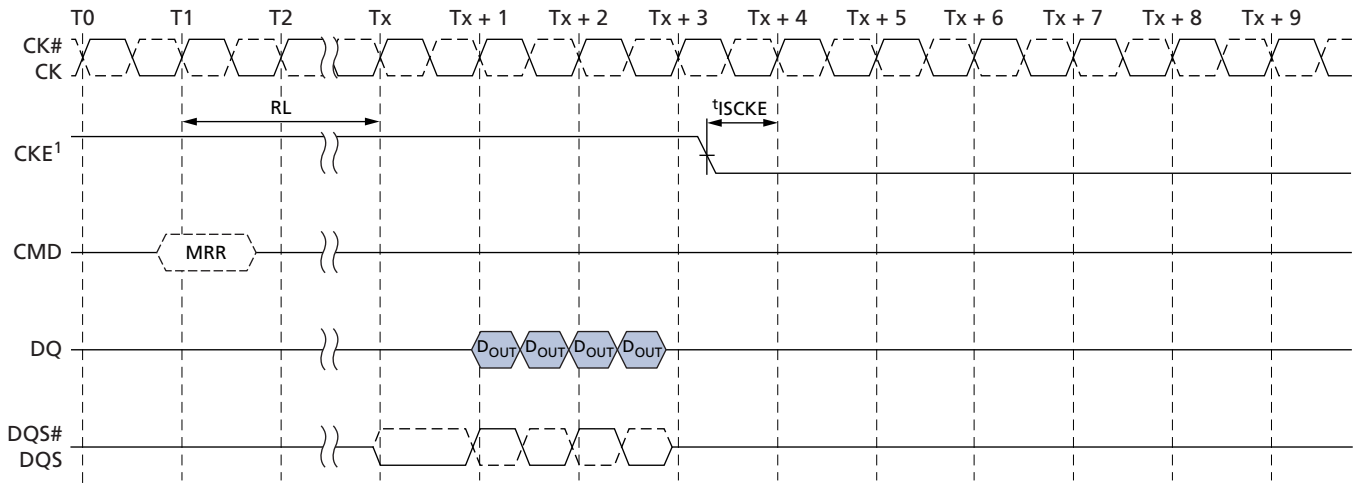 T0 T1 T2 Tx Tx + 1 Tx + 2 Tx + 3 Tx + 4 Tx + 5 Tx + 6 Tx + 7 Tx + 8 Tx + 9
CK#
CK
RL
tISCKE
CKE1
CMD
MRR
DQ
DOUT DOUT DOUT DOUT
DQS#
DQS